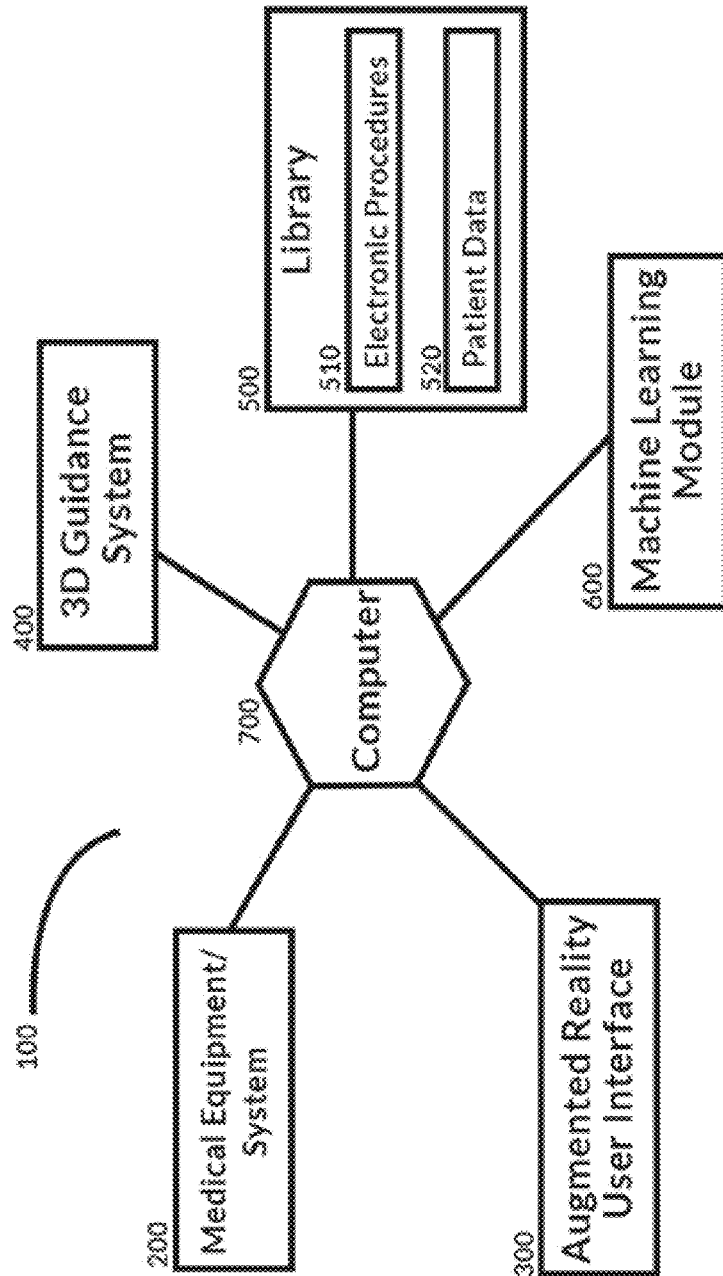 100
200
Medical Equipment/
System
300
Augmented Reality
User Interface
400
3D Guidance
System
700
Computer
500
Library
510
Electronic Procedures
520
Patient Data
600
Machine Learning
Module